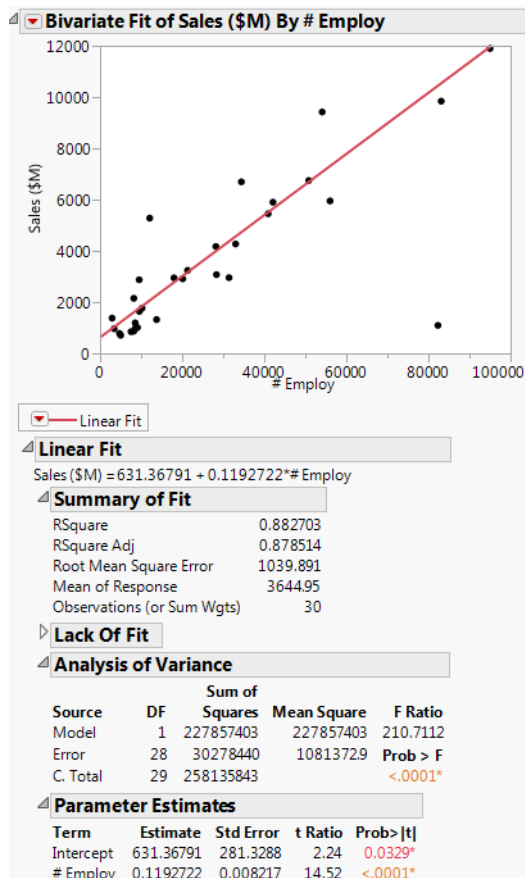 Bivariate Fit of Sales ($M) By # Employ
12000
10000
8000
6000
4000
2000
0
Sales ($M)
0 20000 40000 60000 80000 100000
# Employ
Linear Fit
Linear Fit
Sales ($M) = 631.36791 + 0.1192722*# Employ
Summary of Fit
RSquare 0.882703
RSquare Adj 0.878514
Root Mean Square Error 1039.891
Mean of Response 3644.95
Observations (or Sum Wgts) 30
Lack Of Fit
Analysis of Variance
Sum of
Source DF Squares Mean Square F Ratio
Model 1 227857403 227857403 210.7112
Error 28 30278440 1081372.9 Prob > F
C. Total 29 258135843 <.0001*
Parameter Estimates
Term Estimate Std Error t Ratio Prob>|t|
Intercept 631.36791 281.3288 2.24 0.0329*
# Employ 0.1192722 0.008217 14.52 <.0001*